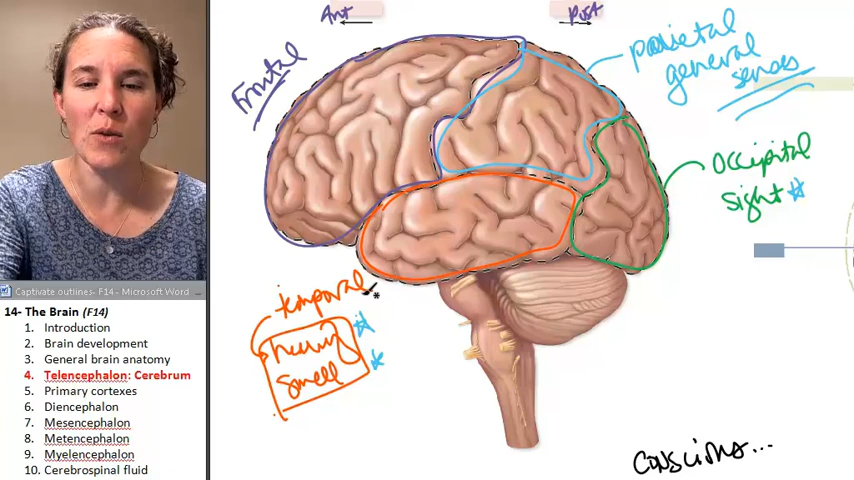 Ant
Post
Frontal
parietal
general
senses
occipital
sight
temporal
hearing
smell
conscious...
Captivate outlines- F14 - Microsoft Word
14- The Brain (F14)
1. Introduction
2. Brain development
3. General brain anatomy
4. Telencephalon: Cerebrum
5. Primary cortexes
6. Diencephalon
7. Mesencephalon
8. Metencephalon
9. Myelencephalon
10. Cerebrospinal fluid